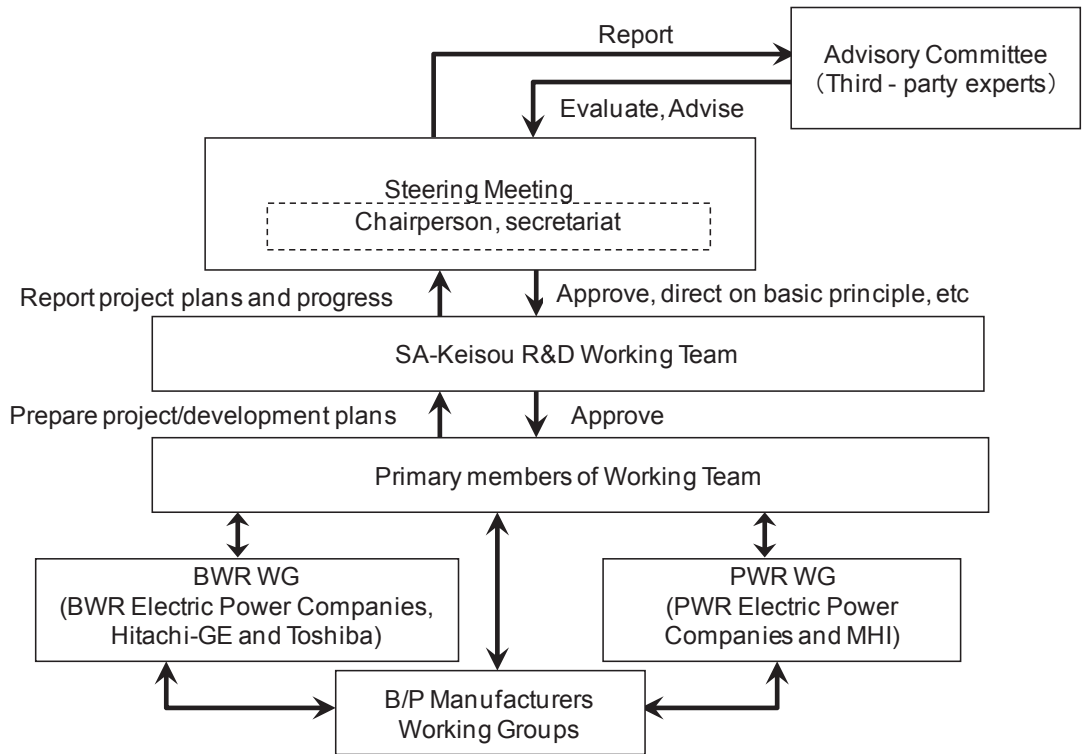 Report
Advisory Committee
（Third - party experts）
Evaluate, Advise
Steering Meeting
Chairperson, secretariat
Report project plans and progress
Approve, direct on basic principle, etc
SA-Keisou R&D Working Team
Prepare project/development plans
Approve
Primary members of Working Team
BWR WG
(BWR Electric Power Companies,
Hitachi-GE and Toshiba)
PWR WG
(PWR Electric Power
Companies and MHI)
B/P Manufacturers
Working Groups